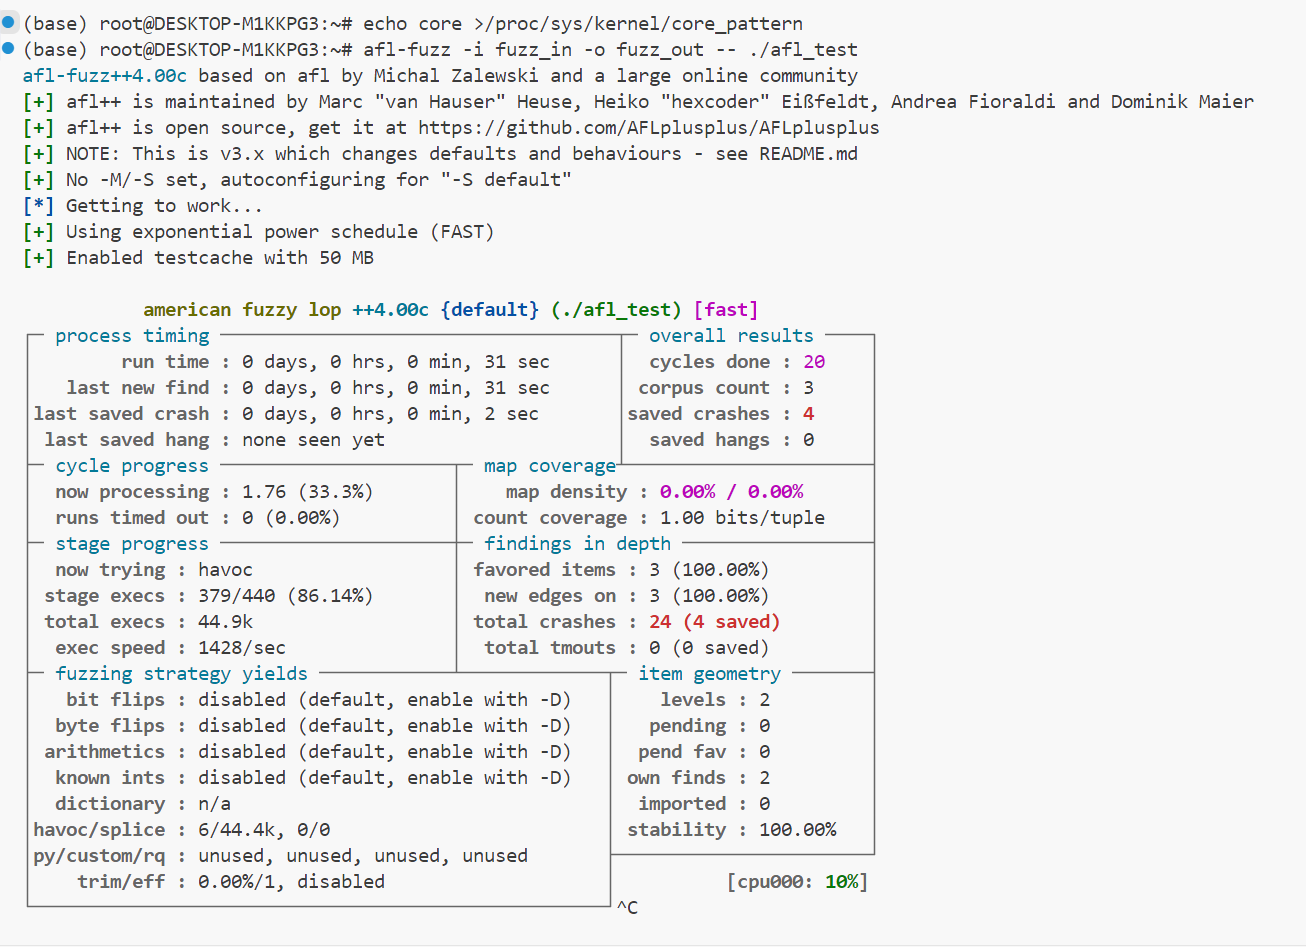 (base) root@DESKTOP-M1KKPG3:~# echo core >/proc/sys/kernel/core_pattern
(base) root@DESKTOP-M1KKPG3:~# afl-fuzz -i fuzz_in -o fuzz_out -- ./afl_test
afl-fuzz++4.00c based on afl by Michal Zalewski and a large online community
[+] afl++ is maintained by Marc "van Hauser" Heuse, Heiko "hexcoder" Eißfeldt, Andrea Fioraldi and Dominik Maier
[+] afl++ is open source, get it at https://github.com/AFLplusplus/AFLplusplus
[+] NOTE: This is v3.x which changes defaults and behaviours - see README.md
[+] No -M/-S set, autoconfiguring for "-S default"
[*] Getting to work...
[+] Using exponential power schedule (FAST)
[+] Enabled testcache with 50 MB
american fuzzy lop ++4.00c {default} (./afl_test) [fast]
process timing overall results
run time : 0 days, 0 hrs, 0 min, 31 sec cycles done : 20
last new find : 0 days, 0 hrs, 0 min, 31 sec corpus count : 3
last saved crash : 0 days, 0 hrs, 0 min, 2 sec saved crashes : 4
last saved hang : none seen yet saved hangs : 0
cycle progress map coverage
now processing : 1.76 (33.3%) map density : 0.00% / 0.00%
runs timed out : 0 (0.00%) count coverage : 1.00 bits/tuple
stage progress findings in depth
now trying : havoc favored items : 3 (100.00%)
stage execs : 379/440 (86.14%) new edges on : 3 (100.00%)
total execs : 44.9k total crashes : 24 (4 saved)
exec speed : 1428/sec total tmouts : 0 (0 saved)
fuzzing strategy yields item geometry
bit flips : disabled (default, enable with -D) levels : 2
byte flips : disabled (default, enable with -D) pending : 0
arithmetics : disabled (default, enable with -D) pend fav : 0
known ints : disabled (default, enable with -D) own finds : 2
dictionary : n/a imported : 0
havoc/splice : 6/44.4k, 0/0 stability : 100.00%
py/custom/rq : unused, unused, unused, unused
trim/eff : 0.00%/1, disabled [cpu000: 10%]
^C